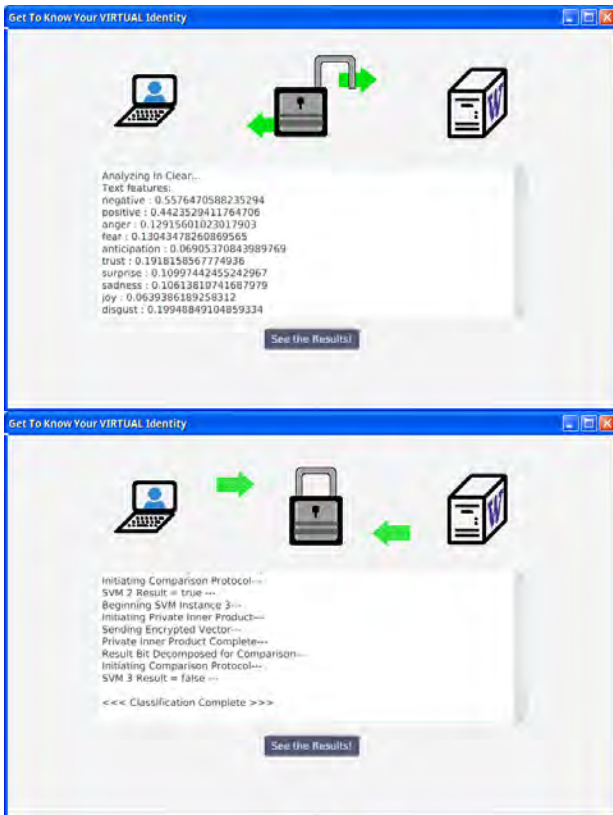 Get To Know Your VIRTUAL Identity
W
Analyzing In Clear...
Text features:
negative : 0.5576470588235294
positive : 0.4423529411764706
anger : 0.12915601023017903
fear : 0.13043478260869565
anticipation : 0.06905370843989769
trust : 0.1918158567774936
surprise : 0.10997442455242967
sadness : 0.10613810741687979
joy : 0.0639386189258312
disgust : 0.19948849104859334
See the Results!
Get To Know Your VIRTUAL Identity
W
Initiating Comparison Protocol---
SVM 2 Result = true ---
Beginning SVM Instance 3---
Initiating Private Inner Product---
Sending Encrypted Vector---
Private Inner Product Complete---
Result Bit Decomposed for Comparison---
Initiating Comparison Protocol---
SVM 3 Result = false ---
<<< Classification Complete >>>
See the Results!